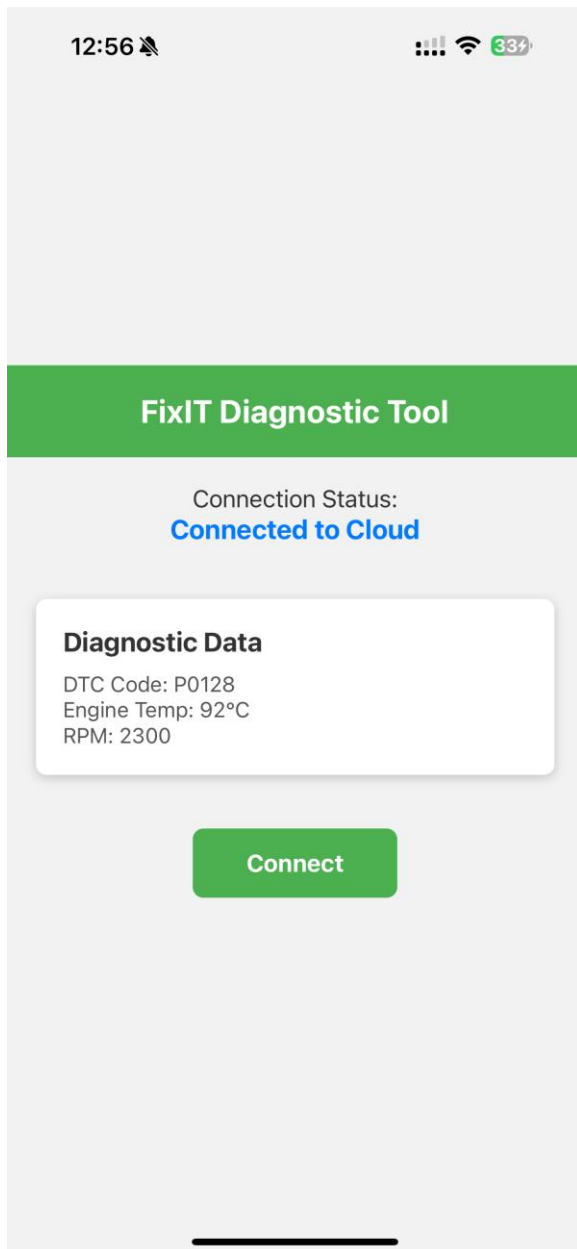 12:56
33
FixIT Diagnostic Tool
Connection Status:
Connected to Cloud
Diagnostic Data
DTC Code: P0128
Engine Temp: 92°C
RPM: 2300
Connect